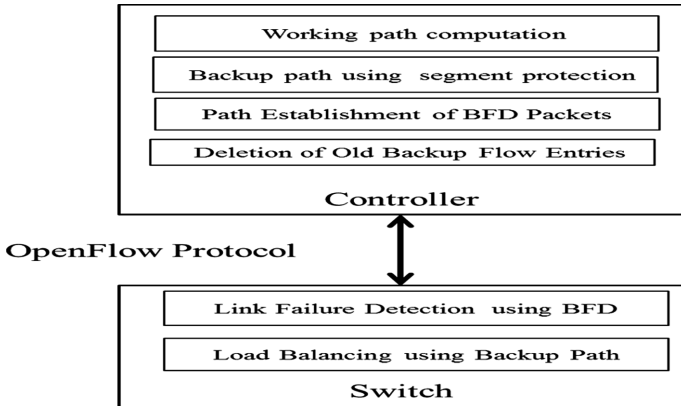 Working path computation
Backup path using segment protection
Path Establishment of BFD Packets
Deletion of Old Backup Flow Entries
Controller
OpenFlow Protocol
Link Failure Detection using BFD
Load Balancing using Backup Path
Switch